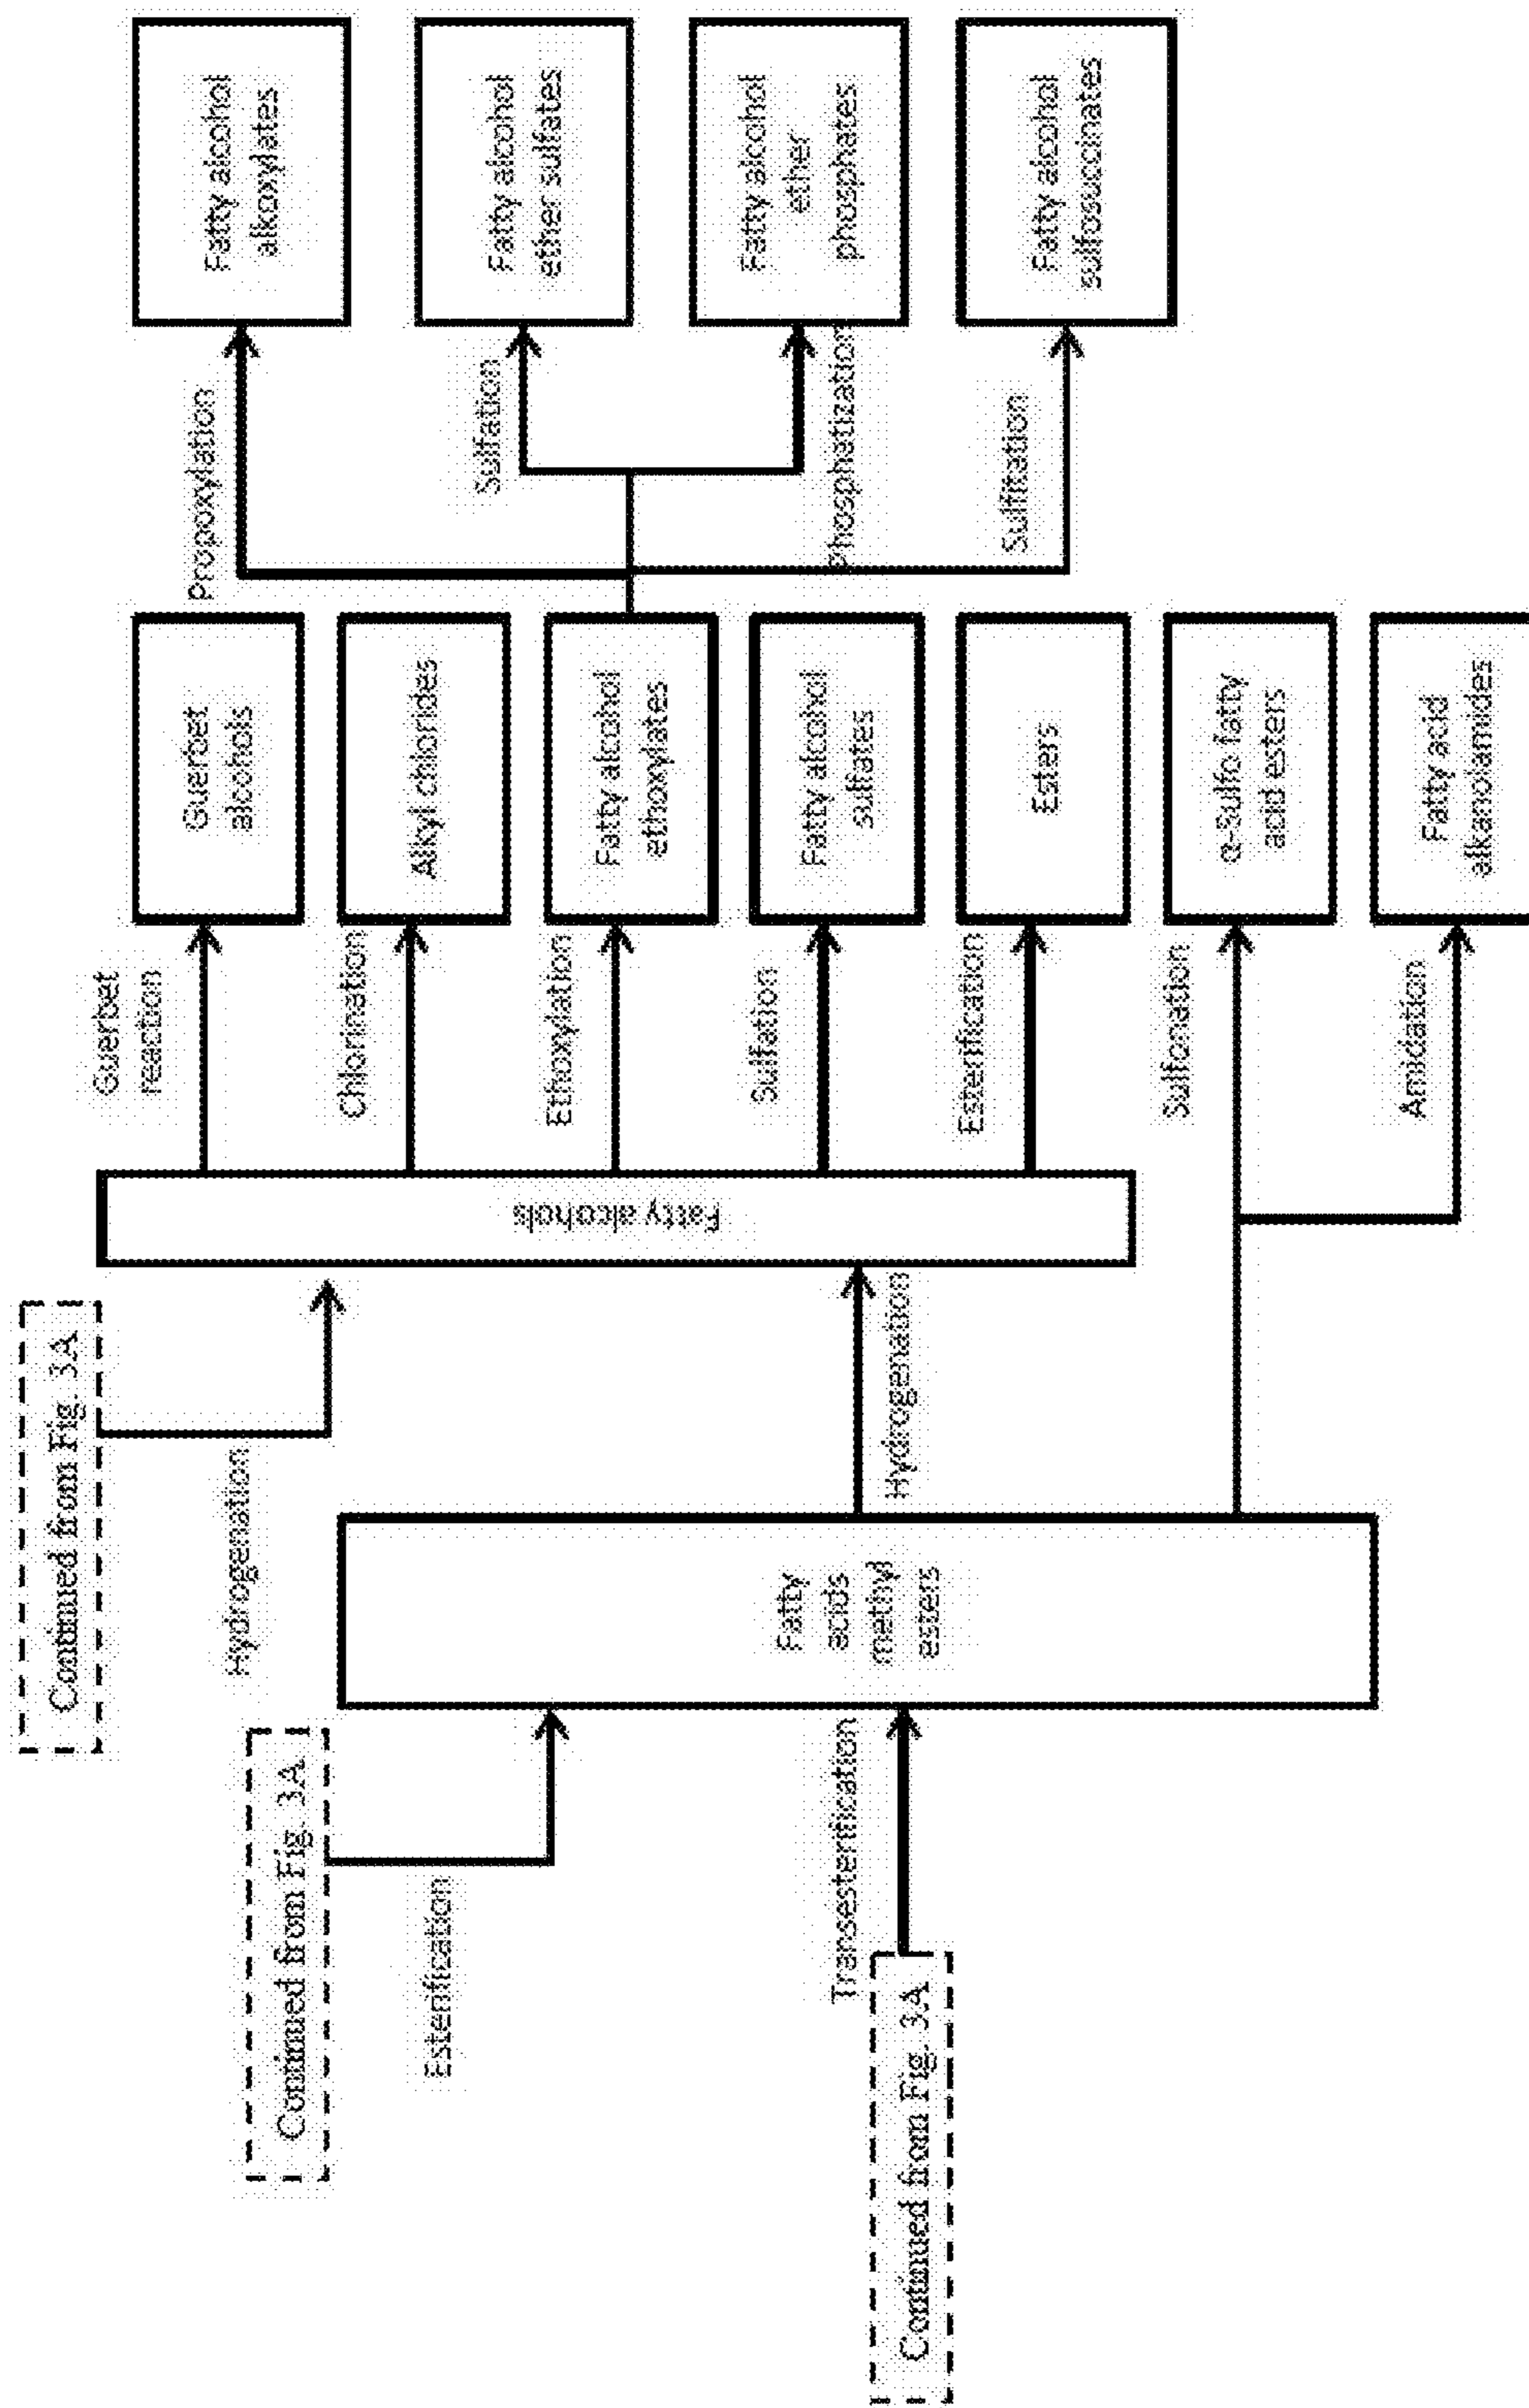 Continued from Fig. 3A
Hydrogenation
Continued from Fig. 3A
Esterification
Transesterification
Continued from Fig. 3A
Fatty
acids
methyl
esters
Hydrogenation
Fatty alcohols
Guerbet
reaction
Chlorination
Ethoxylation
Sulfation
Esterification
Sulfonation
Amidation
Guerbet
alcohols
Alkyl chlorides
Fatty alcohol
ethoxylates
Fatty alcohol
sulfates
Esters
α-sulfo fatty
acid esters
Fatty acid
alkanolamides
Propoxylation
Sulfation
Phosphatization
Sulfitation
Fatty alcohol
alkoxylates
Fatty alcohol
ether sulfates
Fatty alcohol
ether
phosphates
Fatty alcohol
sulfosuccinates